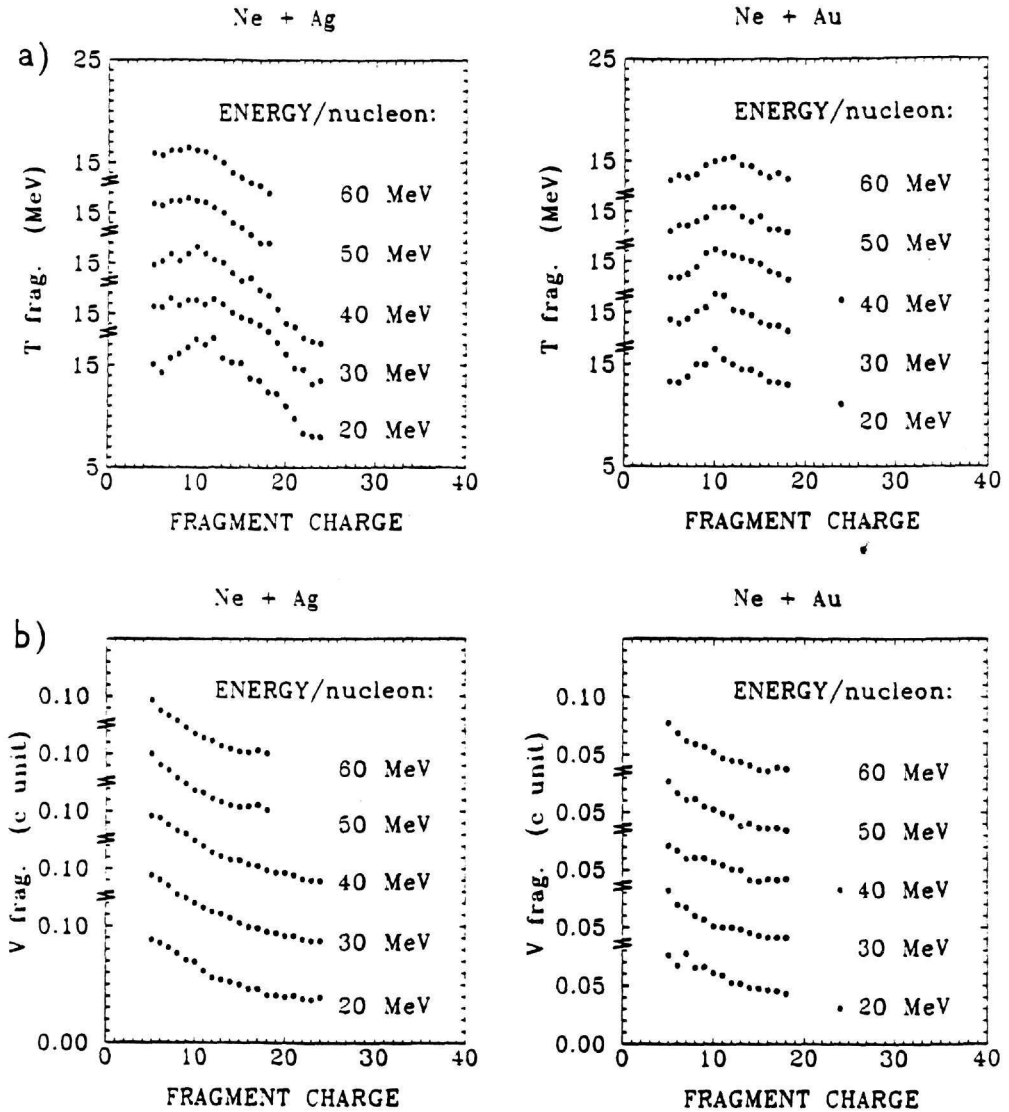 Ne + Ag
Ne + Au
a)
25
ENERGY/nucleon:
15
60 MeV
15
50 MeV
15
40 MeV
15
30 MeV
15
20 MeV
5
T frag. (MeV)
0 10 20 30 40
FRAGMENT CHARGE
25
ENERGY/nucleon:
15
60 MeV
15
50 MeV
15
40 MeV
15
30 MeV
15
20 MeV
5
T frag. (MeV)
0 10 20 30 40
FRAGMENT CHARGE
Ne + Ag
Ne + Au
b)
ENERGY/nucleon:
0.10
60 MeV
0.10
50 MeV
0.10
40 MeV
0.10
30 MeV
0.10
20 MeV
0.00
V frag. (c unit)
0 10 20 30 40
FRAGMENT CHARGE
ENERGY/nucleon:
0.10
0.05
60 MeV
0.05
50 MeV
0.05
40 MeV
0.05
30 MeV
0.05
20 MeV
0.00
V frag. (c unit)
0 10 20 30 40
FRAGMENT CHARGE